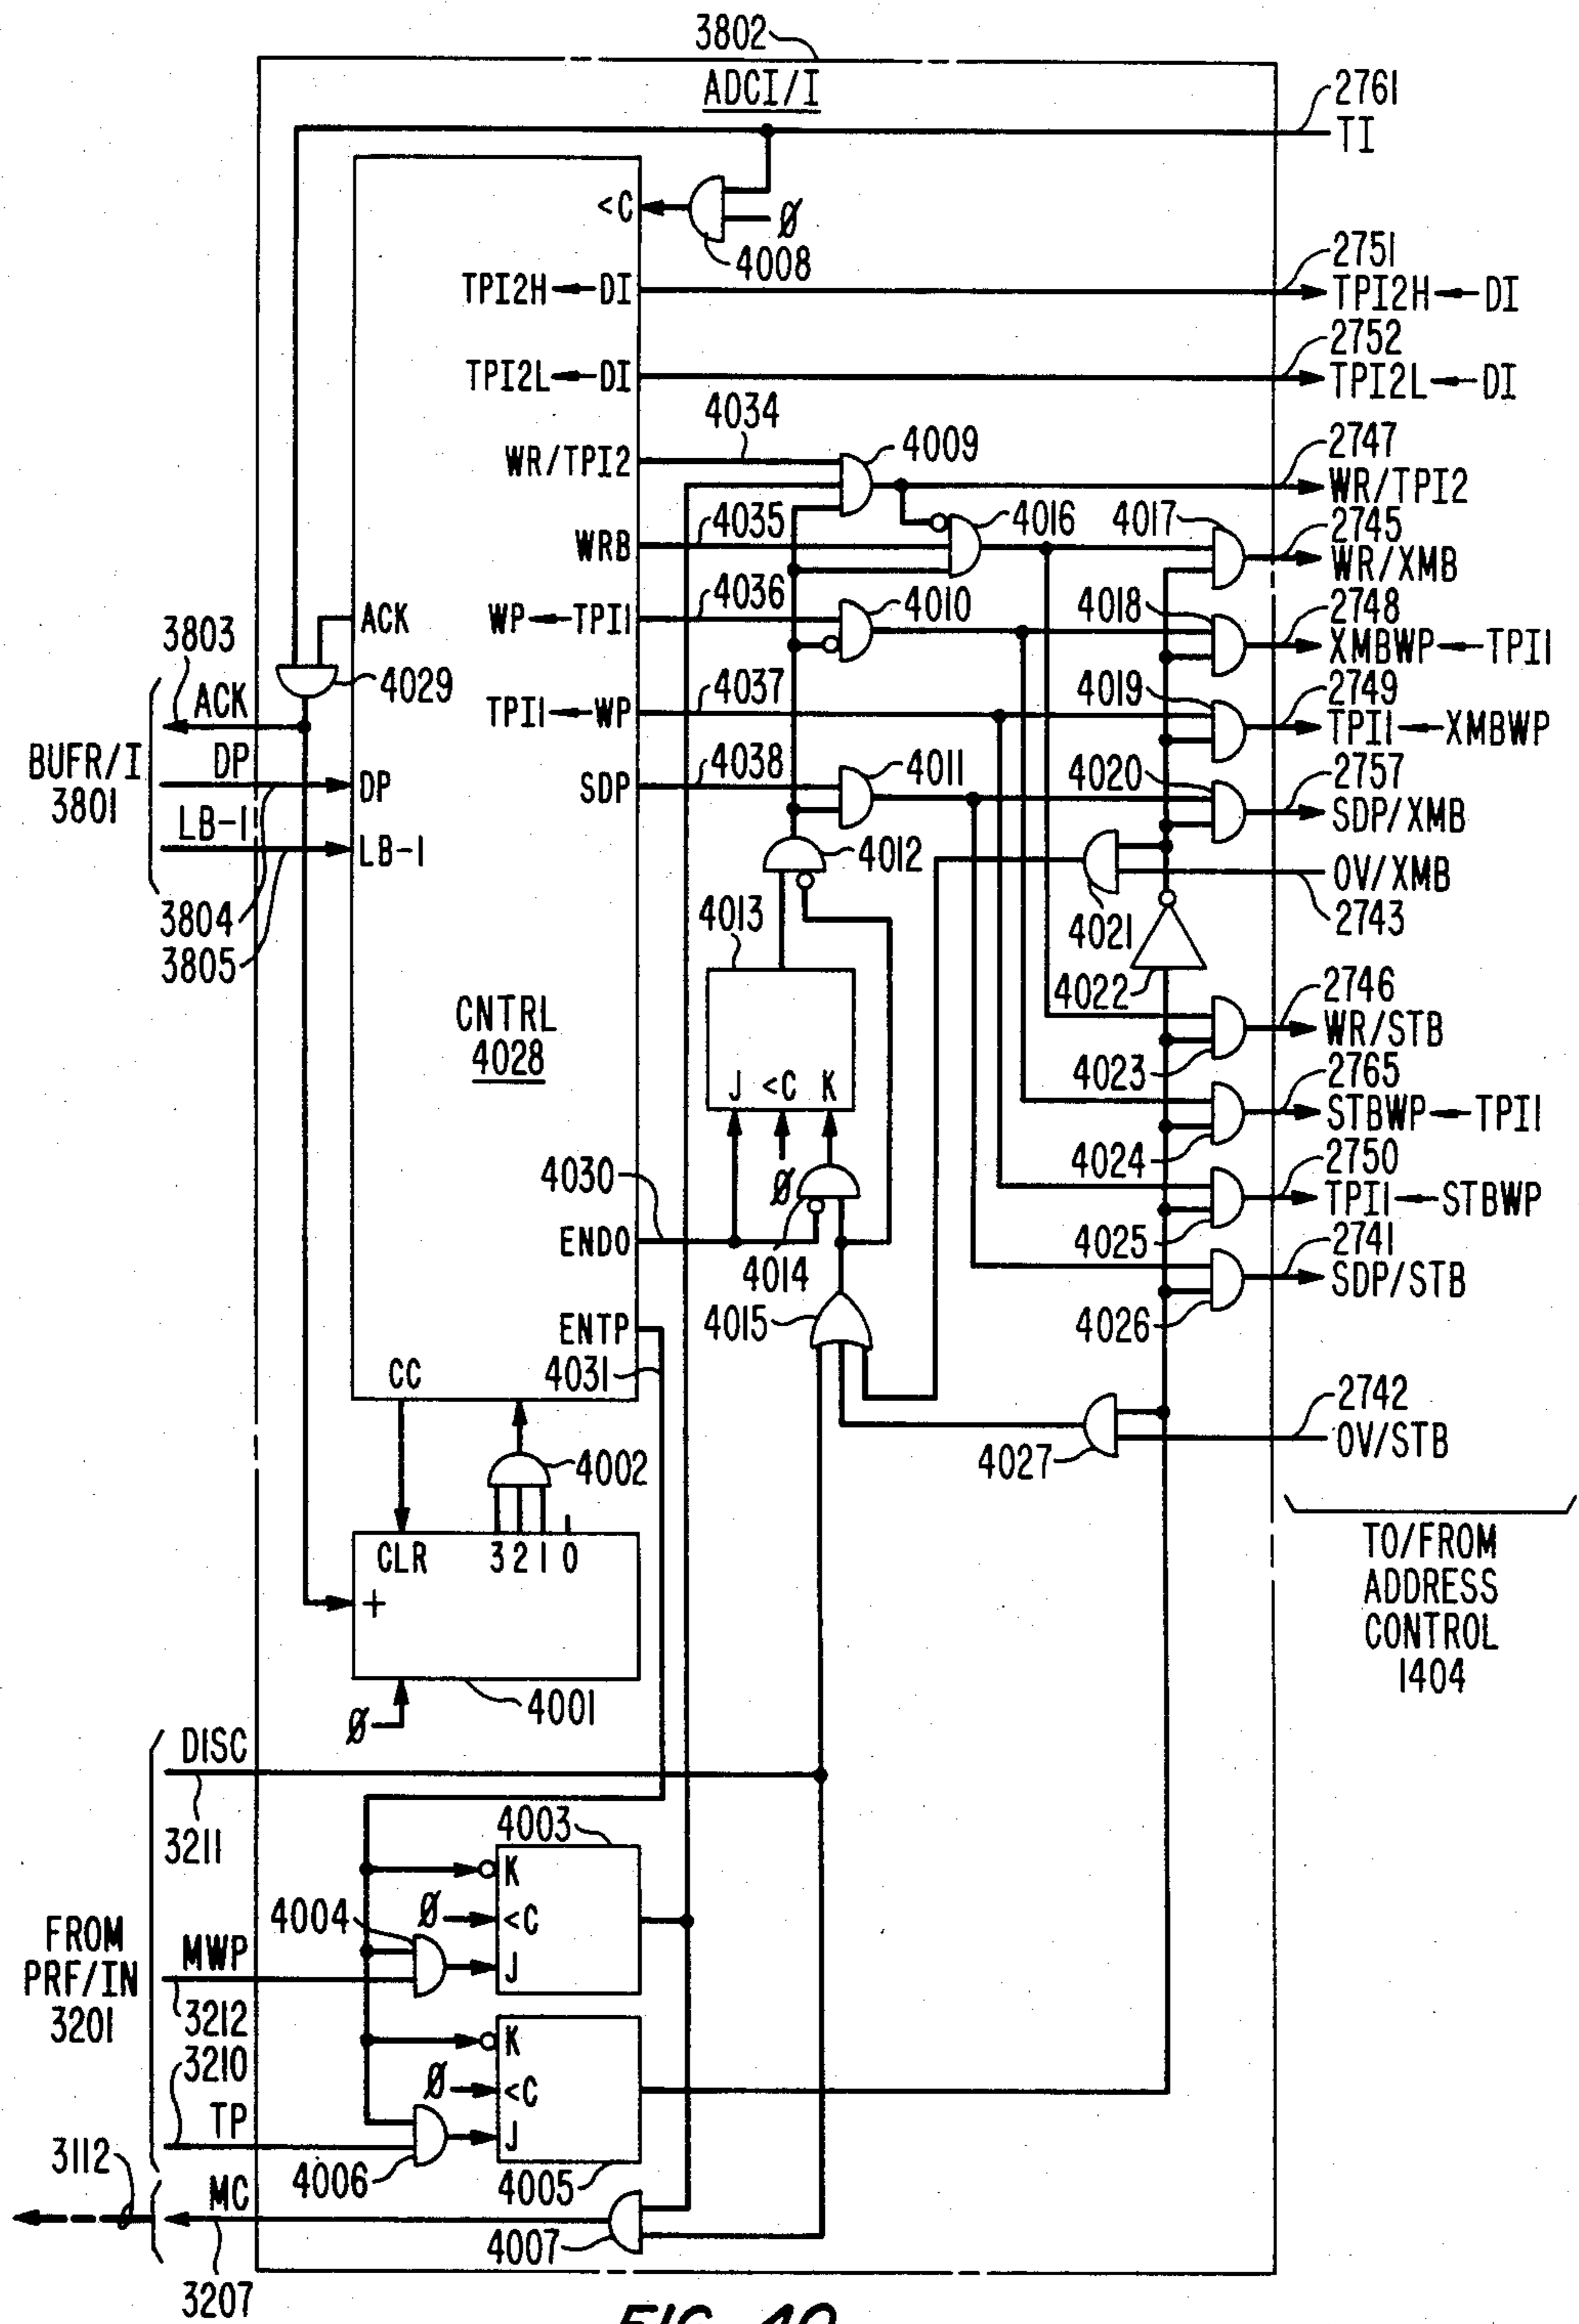 3802
ADCI/I
2761
TI
<C
Ø
4008
2751
TPI2H←DI
TPI2H←DI
2752
TPI2L←DI
TPI2L←DI
4034
4009
2747
WR/TPI2
WR/TPI2
4035
4016
4017
2745
WRB
WR/XMB
ACK
WP←TPI1
4036
4010
4018
2748
XMBWP←TPI1
3803
ACK
4029
TPI1←WP
4037
4019
2749
TPI1←XMBWP
BUFR/I
3801
DP
DP
SDP
4038
4011
4020
2757
SDP/XMB
LB-1
LB-1
4012
OV/XMB
3804
3805
4013
4021
2743
4022
CNTRL
4028
2746
WR/STB
J <C K
4023
2765
STBWP←TPI1
4030
Ø
4024
2750
TPI1←STBWP
ENDO
4014
4025
2741
SDP/STB
ENTP
4015
4026
4031
CC
2742
OV/STB
4002
4027
CLR
3 2 1 0
+
TO/FROM
ADDRESS
CONTROL
1404
Ø
4001
DISC
3211
4003
K
4004
Ø
<C
FROM
PRF/IN
3201
MWP
J
3212
3210
K
Ø
<C
TP
J
3112
4006
4005
MC
4007
3207
FIG. 40